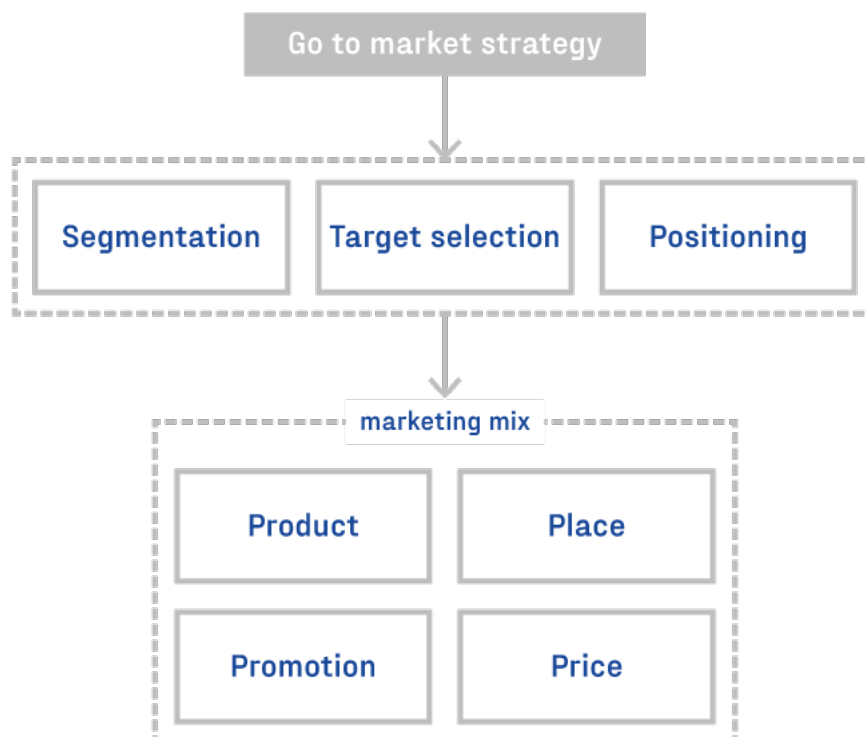 Go to market strategy
Segmentation
Target selection
Positioning
marketing mix
Product
Place
Promotion
Price